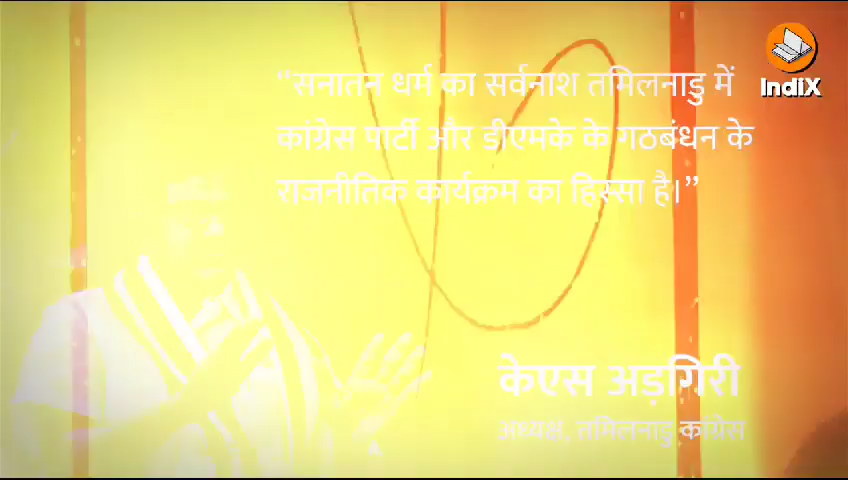 IndiX
“सनातन धर्म का सर्वनाश तमिलनाडु में
कांग्रेस पार्टी और डीएमके के गठबंधन के
राजनीतिक कार्यक्रम का हिस्सा है।”
केएस अड़गिरी
अध्यक्ष, तमिलनाडु कांग्रेस